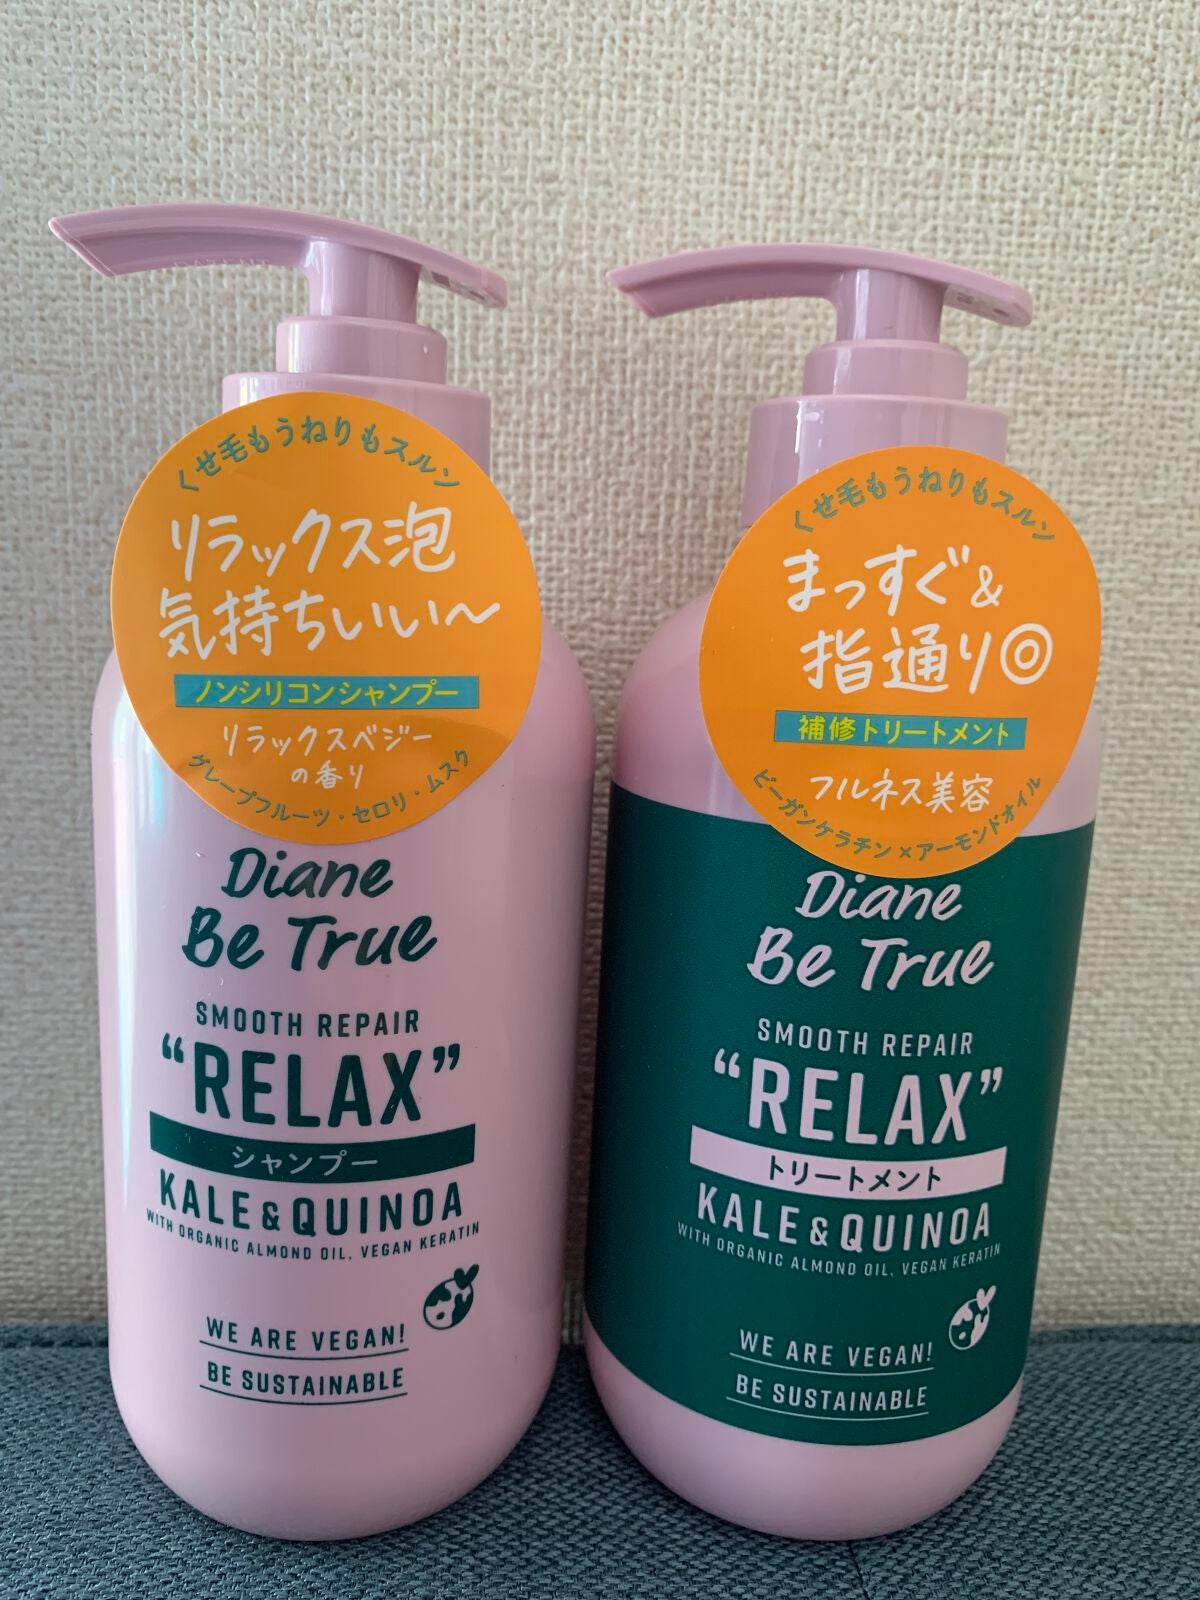 くせ毛もうねりもスルン
リラックス泡
気持ちいい〜
ノンシリコンシャンプー
リラックスベジー
の香り
グレープフルーツ・セロリ・ムスク
Diane
Be True
SMOOTH REPAIR
“RELAX”
シャンプー
KALE & QUINOA
WITH ORGANIC ALMOND OIL, VEGAN KERATIN
WE ARE VEGAN!
BE SUSTAINABLE
くせ毛もうねりもスルン
まっすぐ&
指通り◎
補修トリートメント
フルネス美容
ビーガンケラチン×アーモンドオイル
Diane
Be True
SMOOTH REPAIR
“RELAX”
トリートメント
KALE & QUINOA
WITH ORGANIC ALMOND OIL, VEGAN KERATIN
WE ARE VEGAN!
BE SUSTAINABLE